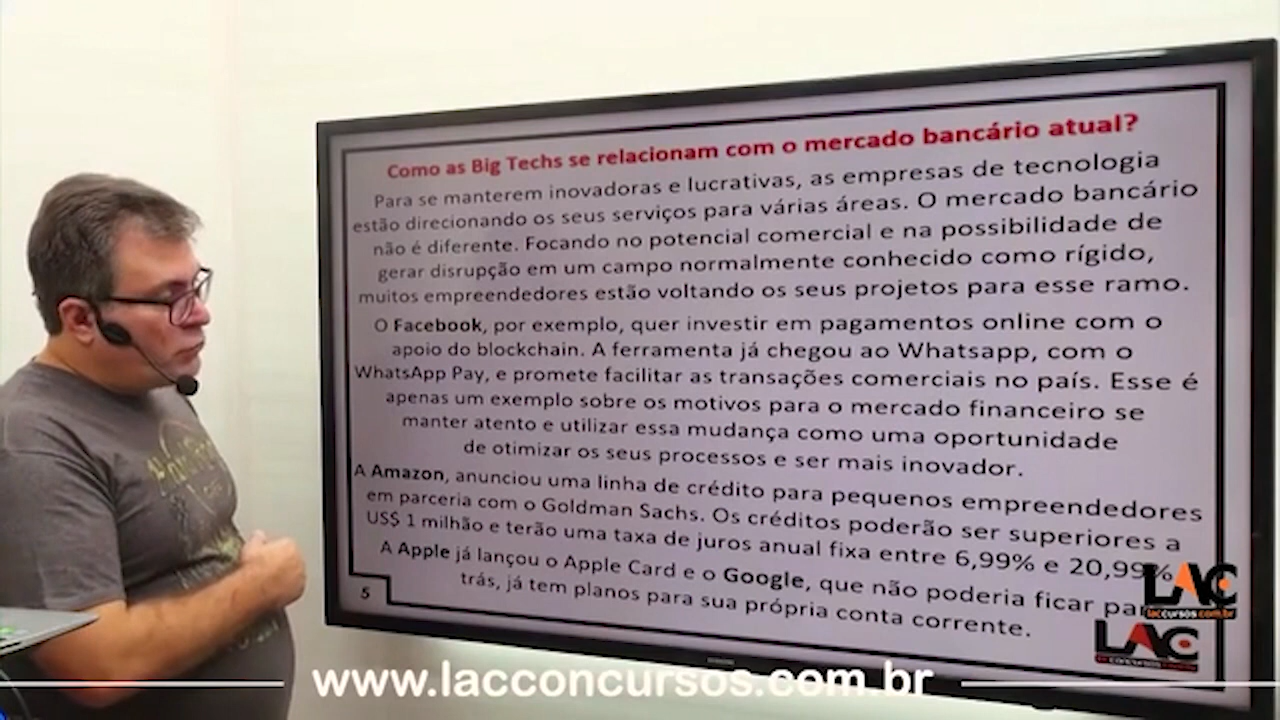 Como as Big Techs se relacionam com o mercado bancário atual?
Para se manterem inovadoras e lucrativas, as empresas de tecnologia
estão direcionando os seus serviços para várias áreas. O mercado bancário
não é diferente. Focando no potencial comercial e na possibilidade de
gerar disrupção em um campo normalmente conhecido como rígido,
muitos empreendedores estão voltando os seus projetos para esse ramo.
O Facebook, por exemplo, quer investir em pagamentos online com o
apoio do blockchain. A ferramenta já chegou ao Whatsapp, com o
WhatsApp Pay, e promete facilitar as transações comerciais no país. Esse é
apenas um exemplo sobre os motivos para o mercado financeiro se
manter atento e utilizar essa mudança como uma oportunidade
de otimizar os seus processos e ser mais inovador.
A Amazon, anunciou uma linha de crédito para pequenos empreendedores
em parceria com o Goldman Sachs. Os créditos poderão ser superiores a
US$ 1 milhão e terão uma taxa de juros anual fixa entre 6,99% e 20,99%
A Apple já lançou o Apple Card e o Google, que não poderia ficar
trás, já tem planos para sua própria conta corrente.
5
LAC
laccursos.com.br
LAC
www.lacconcursos.com.br